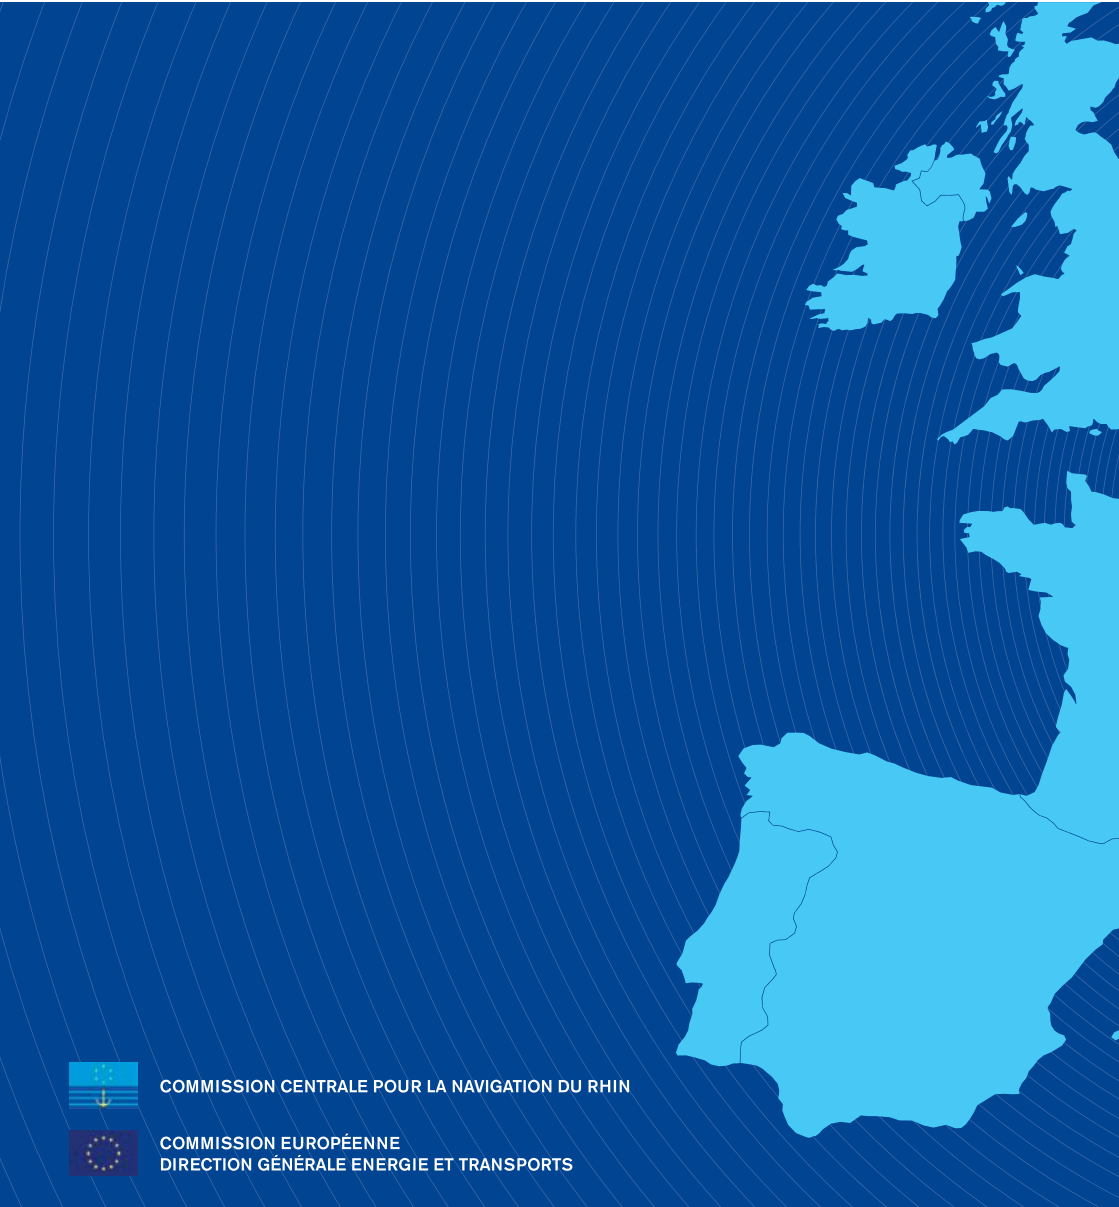 COMMISSION CENTRALE POUR LA NAVIGATION DU RHIN
COMMISSION EUROPÉENNE
DIRECTION GÉNÉRALE ENERGIE ET TRANSPORTS